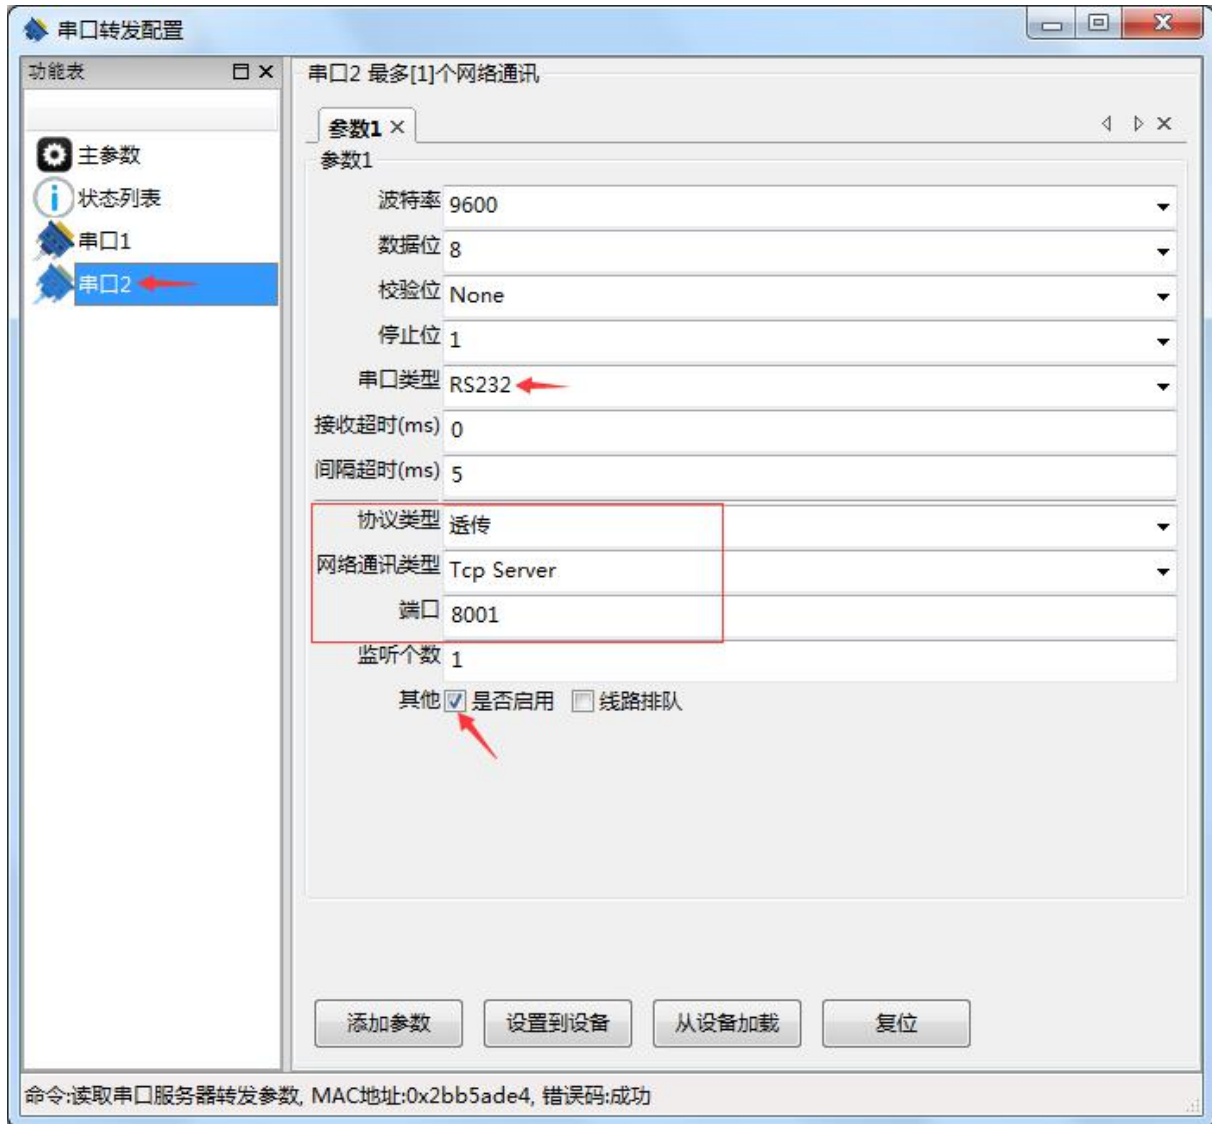 串口转发配置
功能表
主参数
状态列表
串口1
串口2
串口2 最多[1]个网络通讯
参数1
参数1
波特率 9600
数据位 8
校验位 None
停止位 1
串口类型 RS232
接收超时(ms) 0
间隔超时(ms) 5
协议类型 透传
网络通讯类型 Tcp Server
端口 8001
监听个数 1
其他 是否启用 线路排队
添加参数 设置到设备 从设备加载 复位
命令:读取串口服务器转发参数, MAC地址:0x2bb5ade4, 错误码:成功